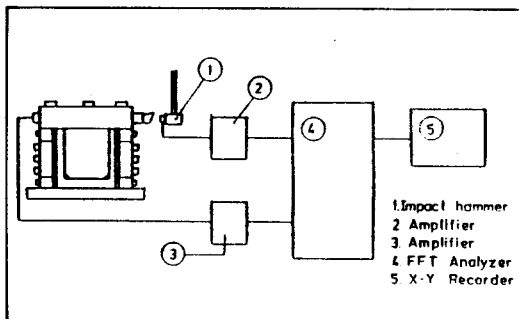 1
2
4
5
3
1.Impact hammer
2 Amplifier
3. Amplifier
4. FFT Analyzer
5. X-Y Recorder